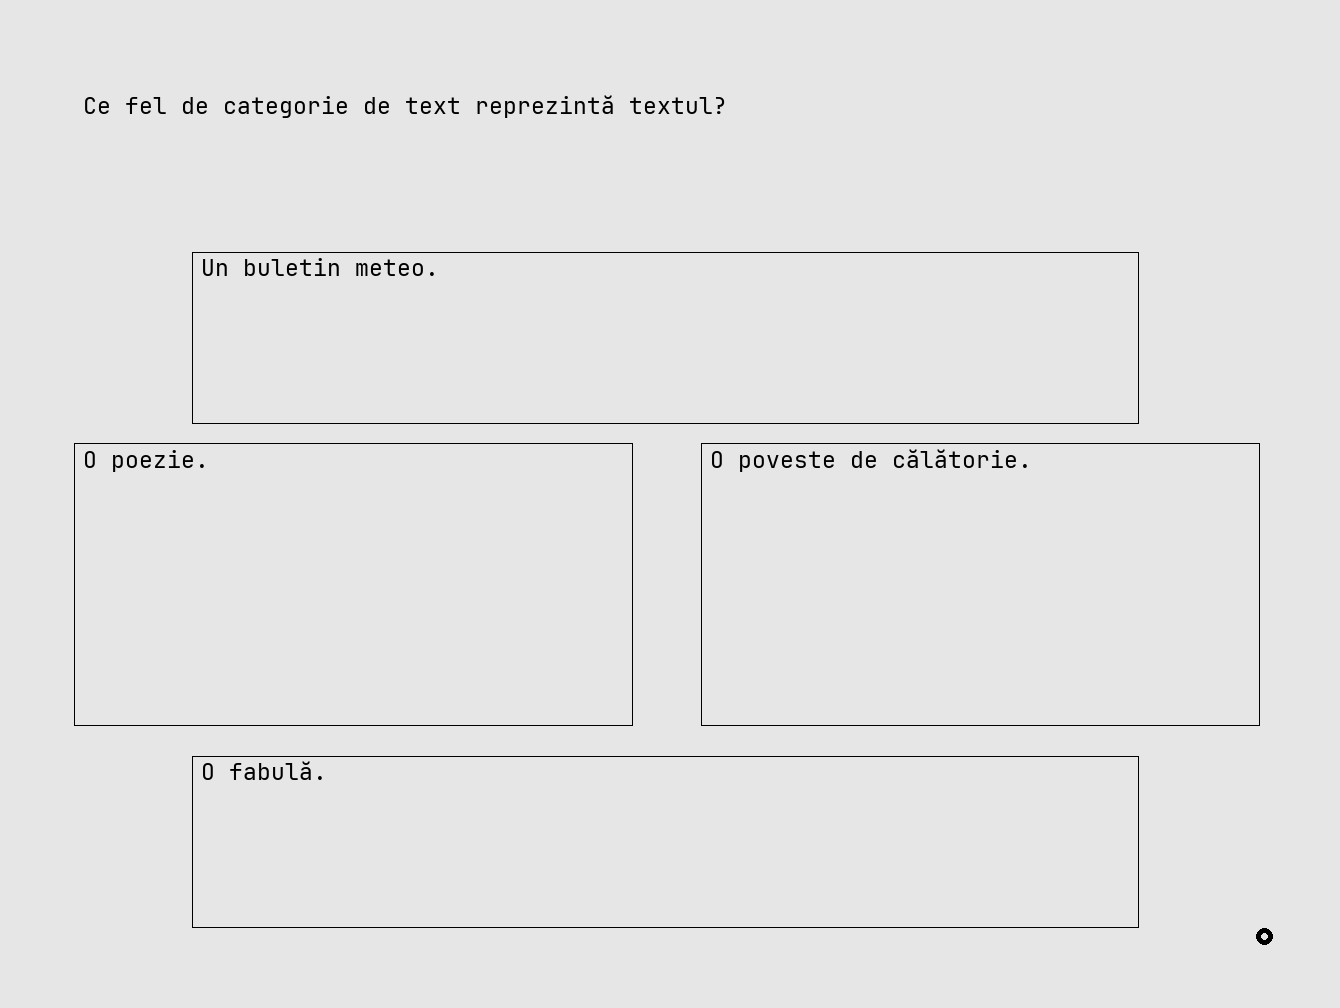 Ce fel de categorie de text reprezintă textul?
Un buletin meteo.
O poezie.
O poveste de călătorie.
O fabulă.